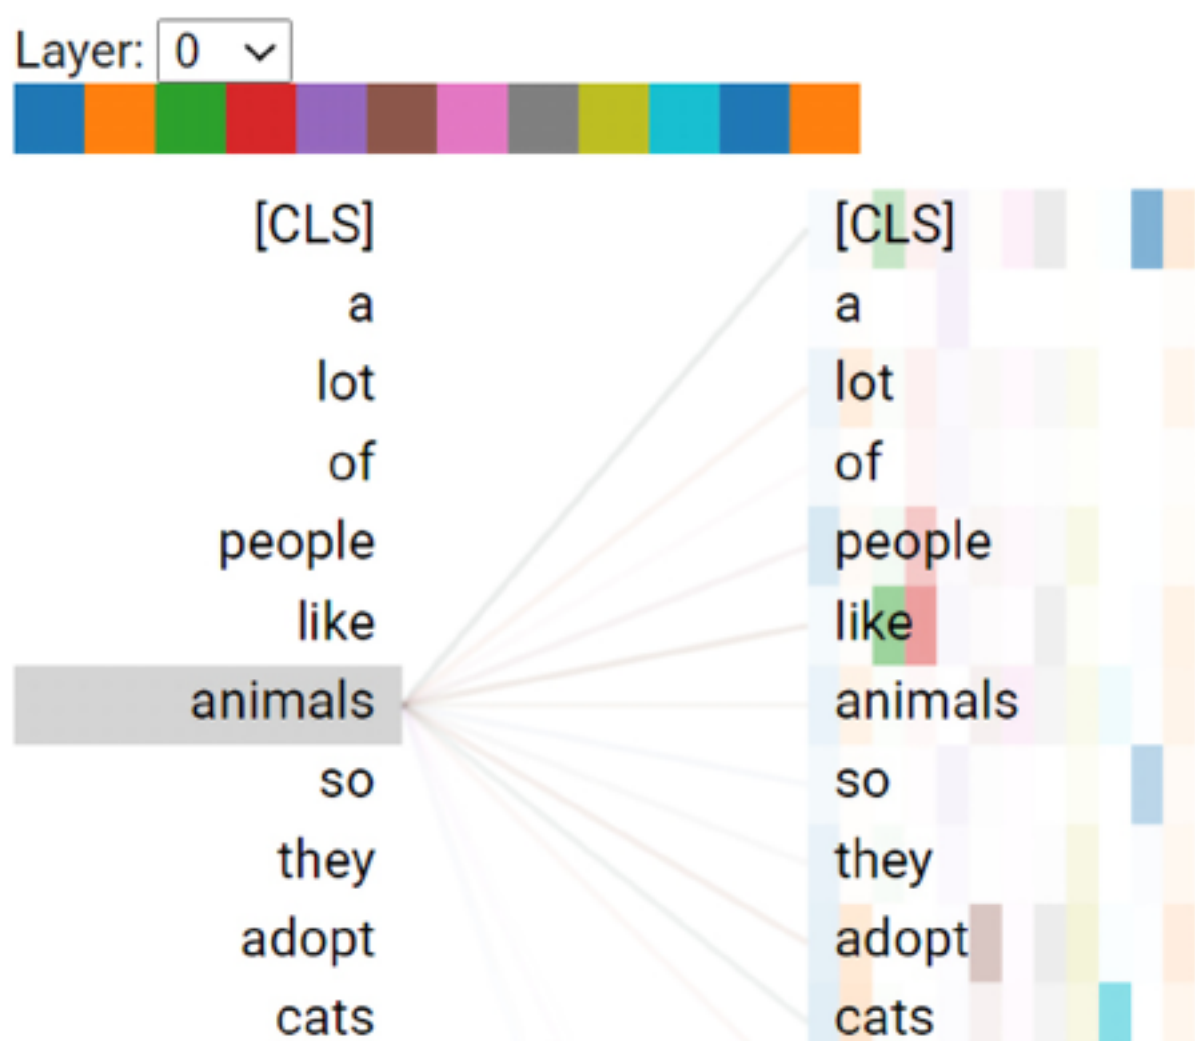 Layer: 0
[CLS] [CLS]
a a
lot lot
of of
people people
like like
animals animals
so so
they they
adopt adopt
cats cats